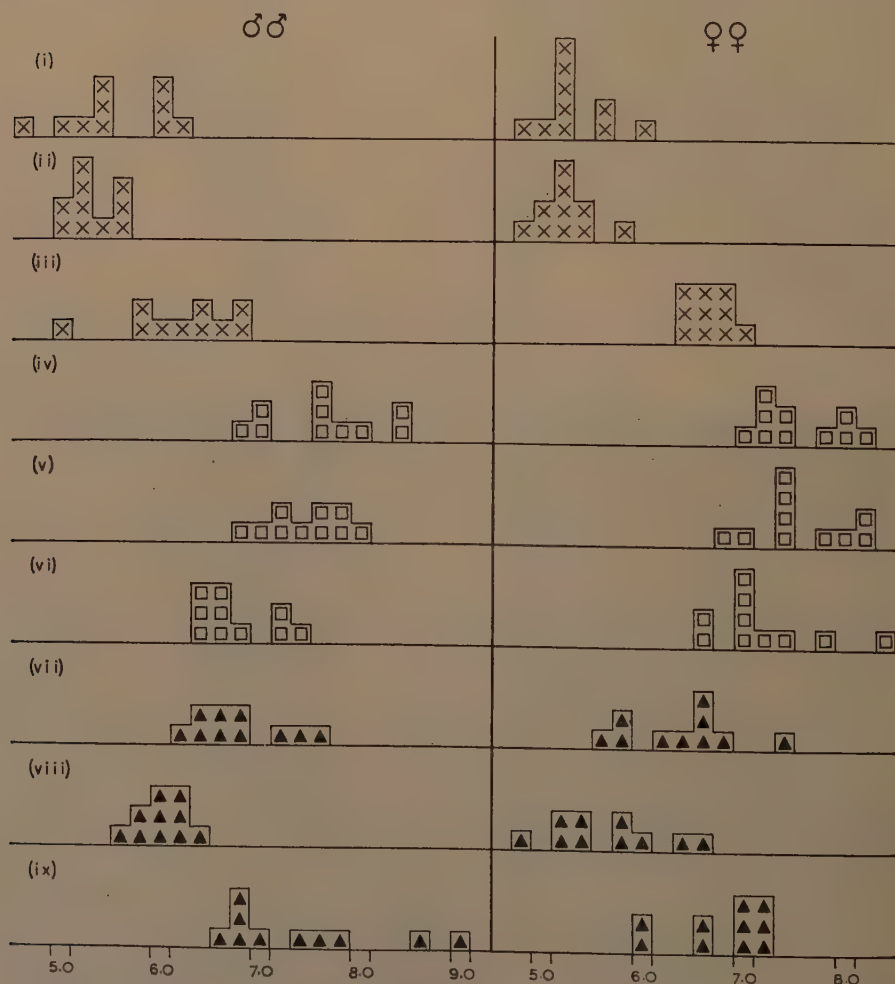 ♂♂ ♀♀
(i)
(ii)
(iii)
(iv)
(v)
(vi)
(vii)
(viii)
(ix)
5.0 6.0 7.0 8.0 9.0 5.0 6.0 7.0 8.0